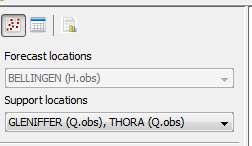 Forecast locations
BELLINGEN (H.obs)
Support locations
GLENIFFER (Q.obs), THORA (Q.obs)